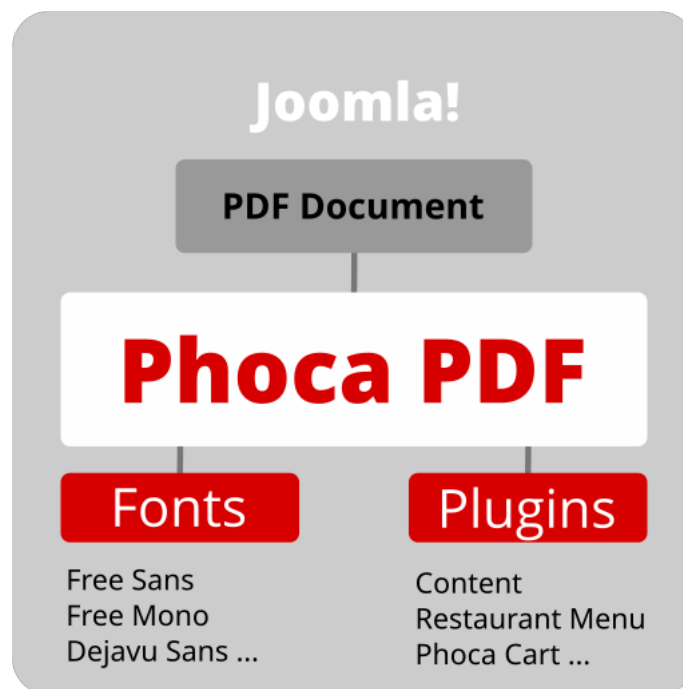 Joomla!
PDF Document
Phoca PDF
Fonts
Free Sans
Free Mono
Dejavu Sans ...
Plugins
Content
Restaurant Menu
Phoca Cart ...